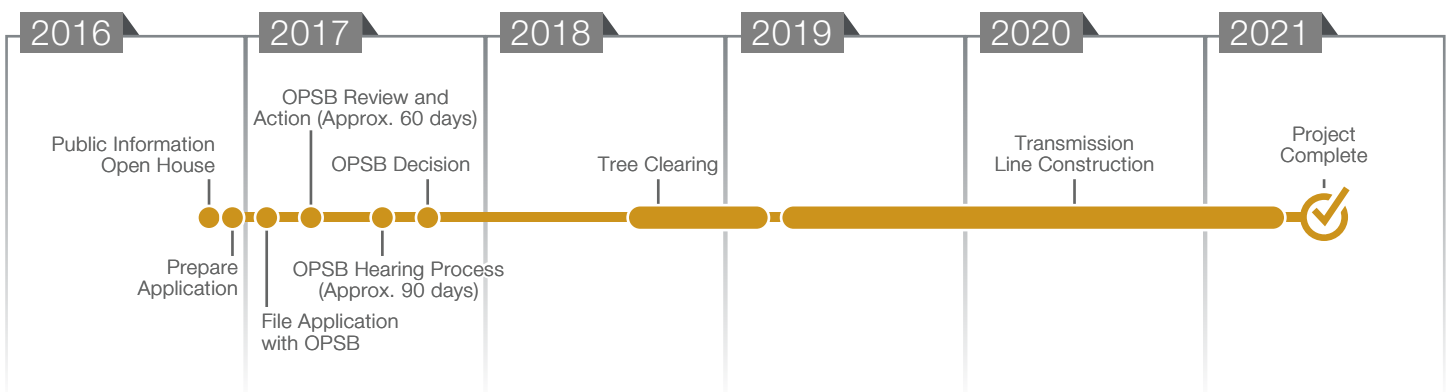 2016
2017
2018
2019
2020
2021
Public Information
Open House
Prepare
Application
File Application
with OPSB
OPSB Review and
Action (Approx. 60 days)
OPSB Hearing Process
(Approx. 90 days)
OPSB Decision
Tree Clearing
Transmission
Line Construction
Project
Complete